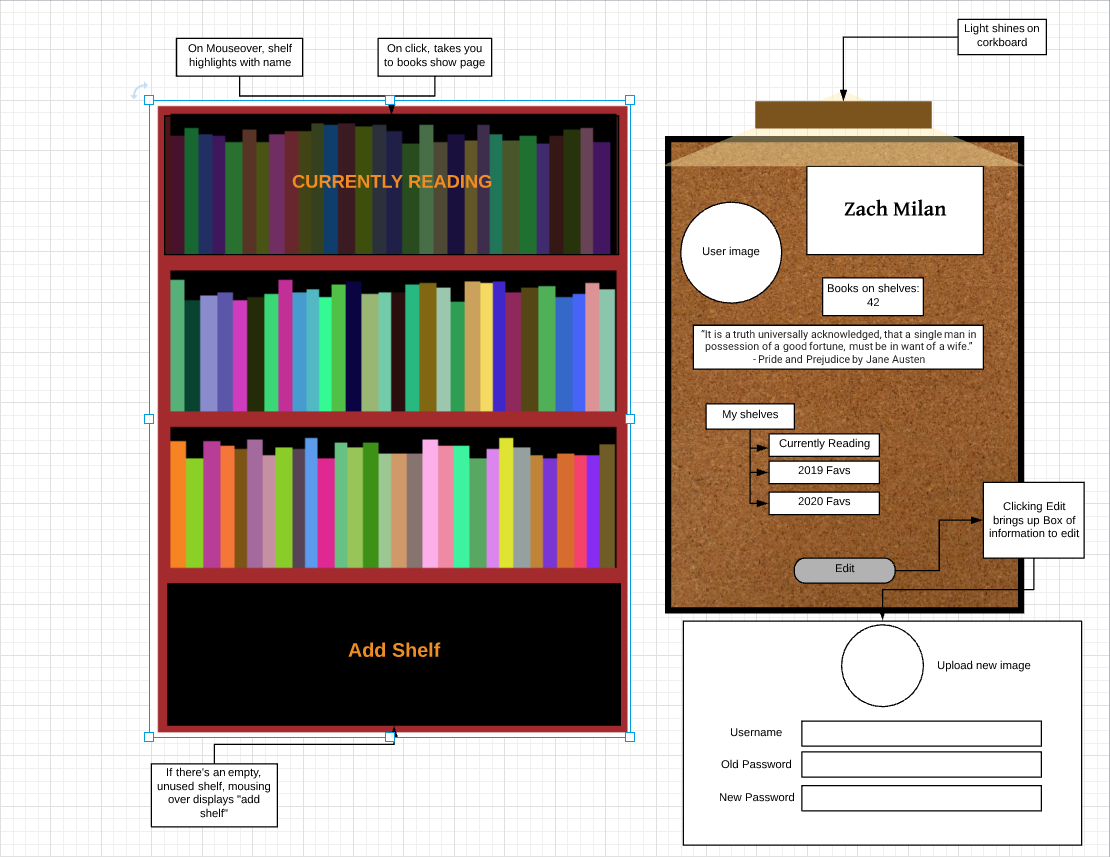 On Mouseover, shelf
highlights with name
On click, takes you
to books show page
Light shines on
corkboard
CURRENTLY READING
Add Shelf
If there's an empty,
unused shelf, mousing
over displays "add
shelf"
Zach Milan
User image
Books on shelves:
42
“It is a truth universally acknowledged, that a single man in
possession of a good fortune, must be in want of a wife.”
- Pride and Prejudice by Jane Austen
My shelves
Currently Reading
2019 Favs
2020 Favs
Clicking Edit
brings up Box of
information to edit
Edit
Upload new image
Username
Old Password
New Password